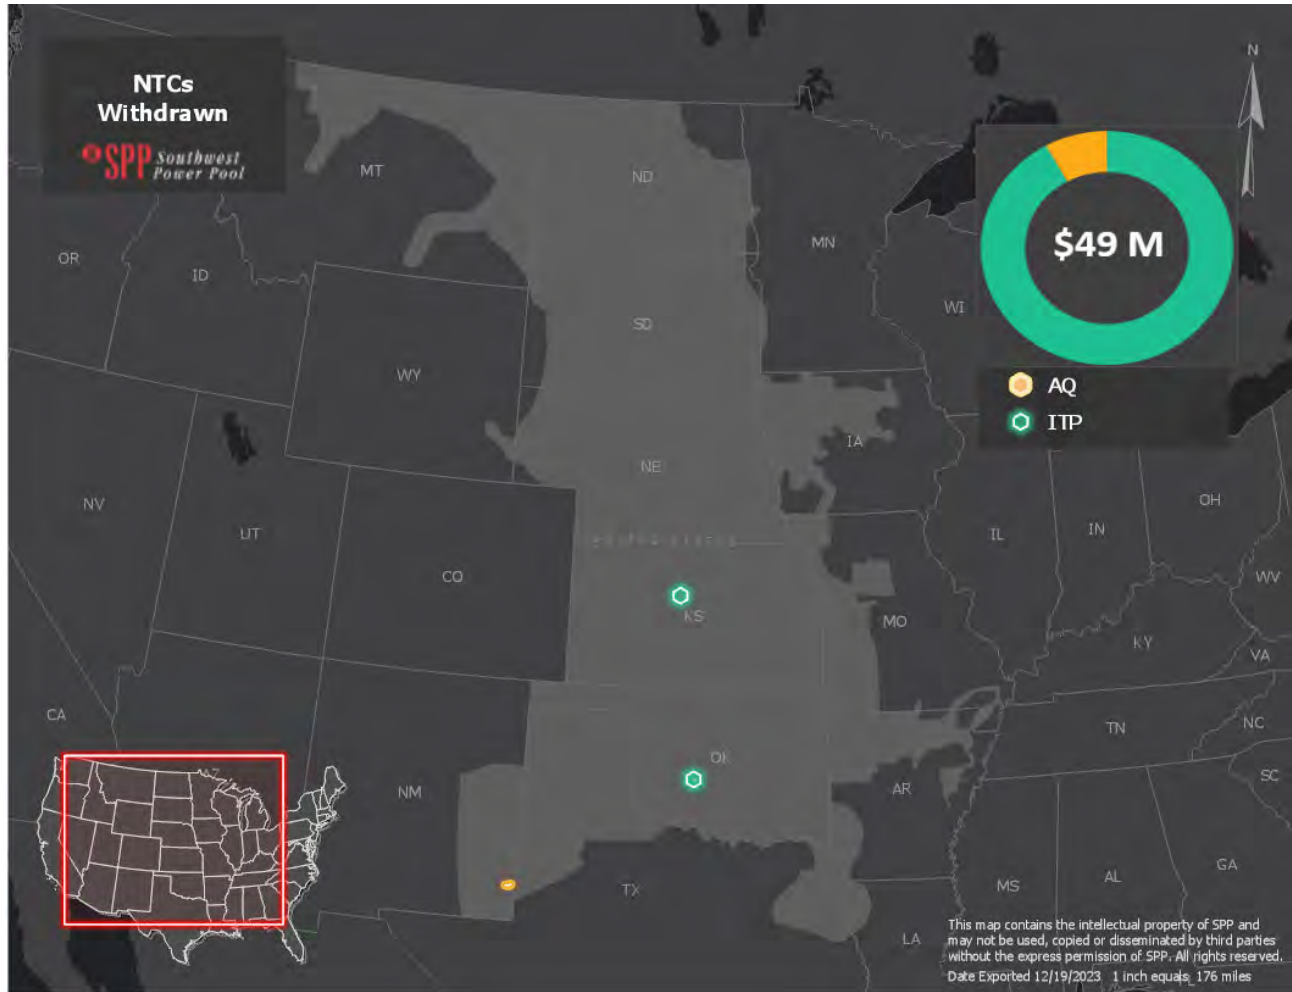 NTCs
Withdrawn
SPP Southwest
Power Pool
N
MT
ND
MN
OR
ID
WI
SD
WY
$49 M
AQ
ITP
IA
NE
NV
UT
OH
IL
IN
UNITED STATES
CO
WV
KS
MO
KY
VA
CA
TN
NC
OK
AZ
NM
AR
SC
TX
MS
AL
GA
LA
This map contains the intellectual property of SPP and
may not be used, copied or disseminated by third parties
without the express permission of SPP. All rights reserved.
Date Exported 12/19/2023 1 inch equals 176 miles
FL